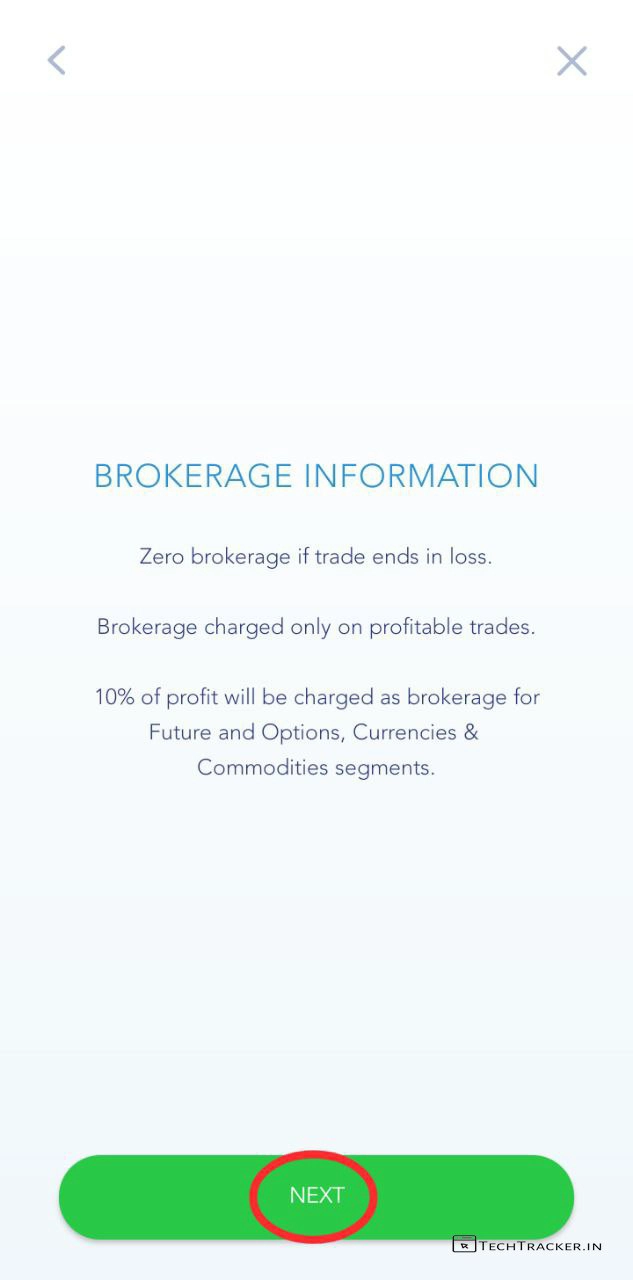 BROKERAGE INFORMATION
Zero brokerage if trade ends in loss.
Brokerage charged only on profitable trades.
10% of profit will be charged as brokerage for
Future and Options, Currencies &
Commodities segments.
NEXT
TECHTRACKER.IN